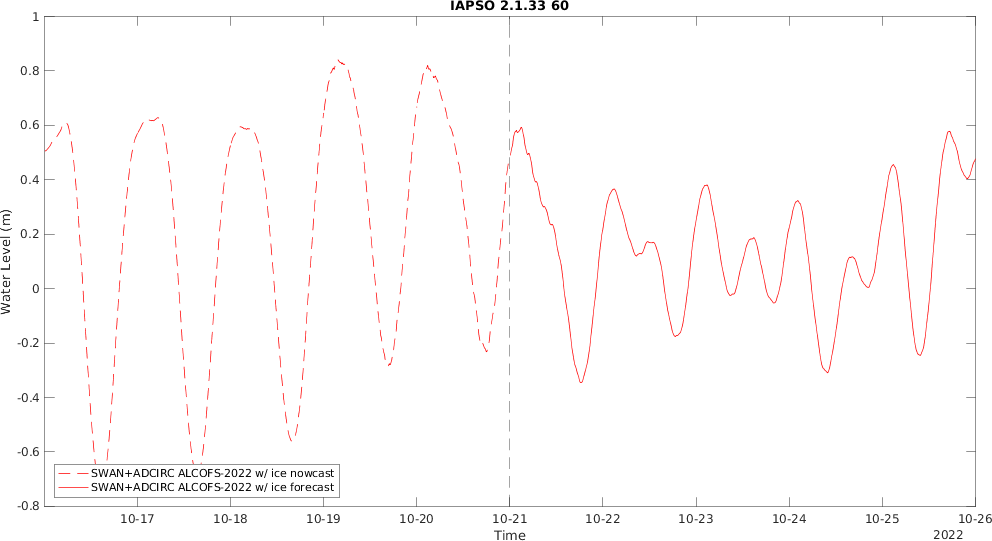 IAPSO 2.1.33 60
1
0.8
0.6
0.4
0.2
0
-0.2
-0.4
-0.6
-0.8
Water Level (m)
SWAN+ADCIRC ALCOFS-2022 w/ ice nowcast
SWAN+ADCIRC ALCOFS-2022 w/ ice forecast
10-17 10-18 10-19 10-20 10-21 10-22 10-23 10-24 10-25 10-26
Time
2022